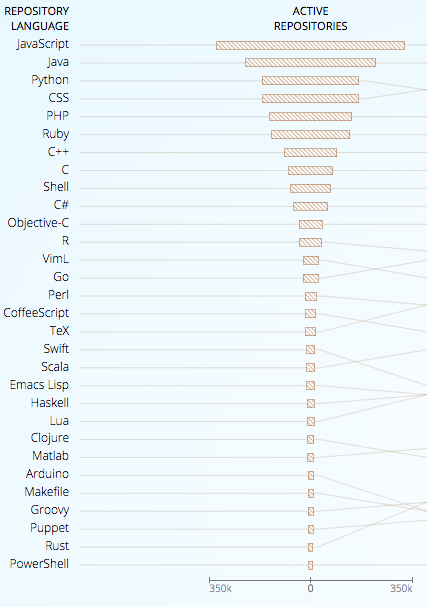 REPOSITORY
LANGUAGE
ACTIVE
REPOSITORIES
JavaScript
Java
Python
CSS
PHP
Ruby
C++
C
Shell
C#
Objective-C
R
VimL
Go
Perl
CoffeeScript
TeX
Swift
Scala
Emacs Lisp
Haskell
Lua
Clojure
Matlab
Arduino
Makefile
Groovy
Puppet
Rust
PowerShell
350k 0 350k